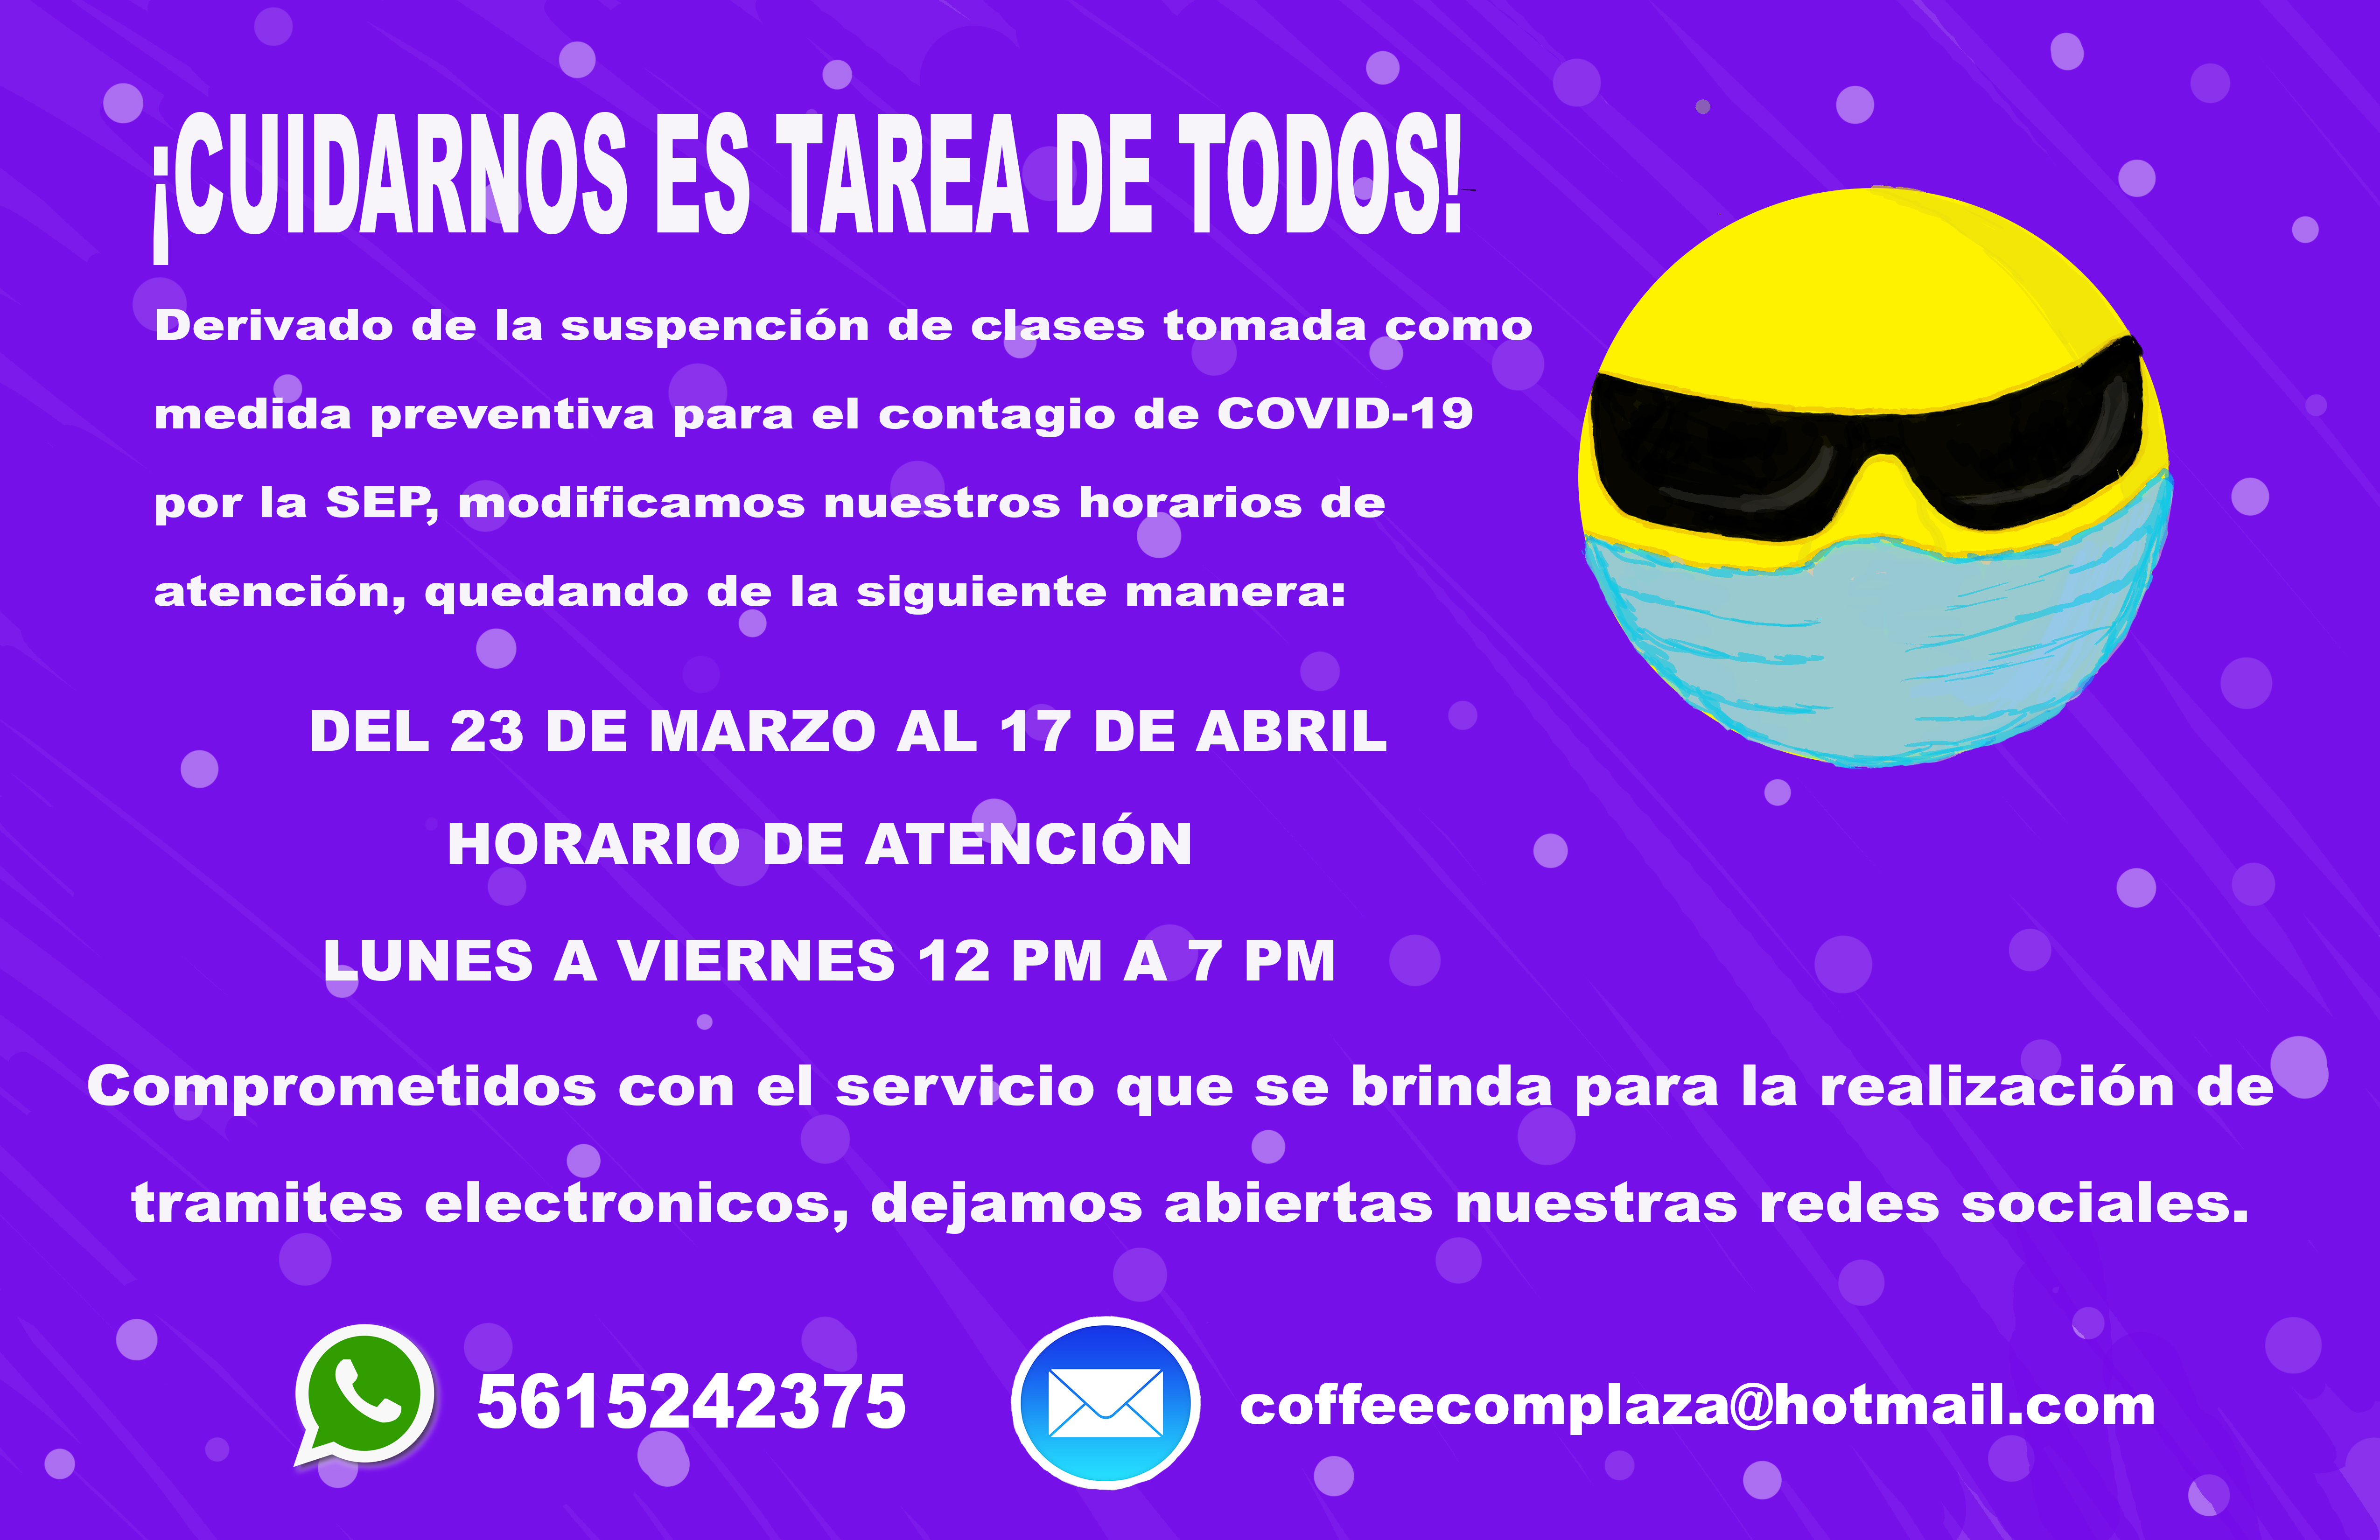 ¡CUIDARNOS ES TAREA DE TODOS!
Derivado de la suspención de clases tomada como
medida preventiva para el contagio de COVID-19
por la SEP, modificamos nuestros horarios de
atención, quedando de la siguiente manera:
DEL 23 DE MARZO AL 17 DE ABRIL
HORARIO DE ATENCIÓN
LUNES A VIERNES 12 PM A 7 PM
Comprometidos con el servicio que se brinda para la realización de
tramites electronicos, dejamos abiertas nuestras redes sociales.
5615242375
coffeecomplaza@hotmail.com